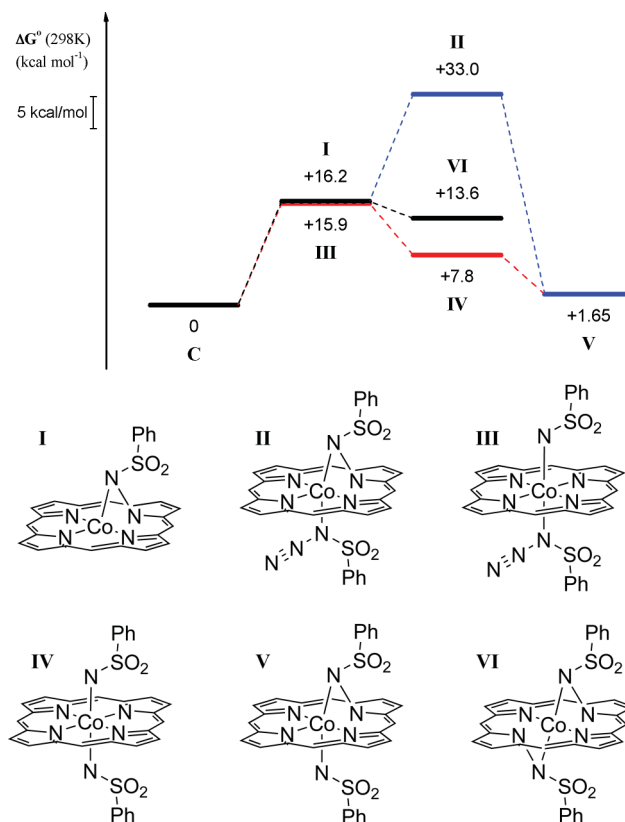 ΔG° (298K)
(kcal mol⁻¹)
5 kcal/mol
II
+33.0
I
+16.2
VI
+13.6
+15.9
III
+7.8
IV
0
C
+1.65
V
I
Ph
SO₂
N
N N
Co
N N
II
Ph
SO₂
N
N N
Co
N N
N
N≡N SO₂
Ph
III
Ph
SO₂
N
N N
Co
N N
N
N≡N SO₂
Ph
IV
Ph
SO₂
N
N N
Co
N N
N
SO₂
Ph
V
Ph
SO₂
N
N N
Co
N N
N
SO₂
Ph
VI
Ph
SO₂
N
N N
Co
N N
N
SO₂
Ph